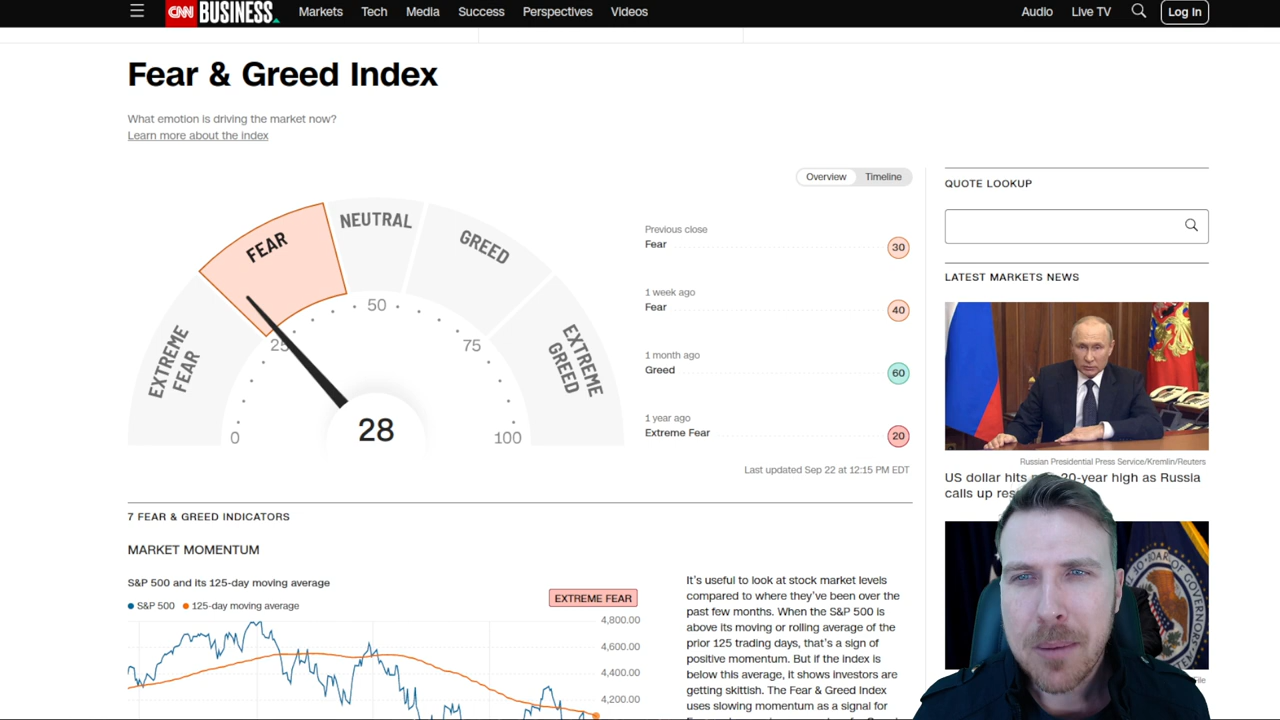 CNN BUSINESS
Markets
Tech
Media
Success
Perspectives
Videos
Audio
Live TV
Log In
Fear & Greed Index
What emotion is driving the market now?
Learn more about the index
Overview
Timeline
EXTREME FEAR
FEAR
NEUTRAL
GREED
EXTREME GREED
0
25
50
75
100
28
Previous close
Fear
30
1 week ago
Fear
40
1 month ago
Greed
60
1 year ago
Extreme Fear
20
Last updated Sep 22 at 12:15 PM EDT
7 FEAR & GREED INDICATORS
MARKET MOMENTUM
S&P 500 and its 125-day moving average
S&P 500
125-day moving average
EXTREME FEAR
4,800.00
4,600.00
4,400.00
4,200.00
It's useful to look at stock market levels
compared to where they've been over the
past few months. When the S&P 500 is
above its moving or rolling average of the
prior 125 trading days, that's a sign of
positive momentum. But if the index is
below this average, it shows investors are
getting skittish. The Fear & Greed Index
uses slowing momentum as a signal for
QUOTE LOOKUP
LATEST MARKETS NEWS
Russian Presidential Press Service/Kremlin/Reuters
US dollar hits 20-year high as Russia
calls up